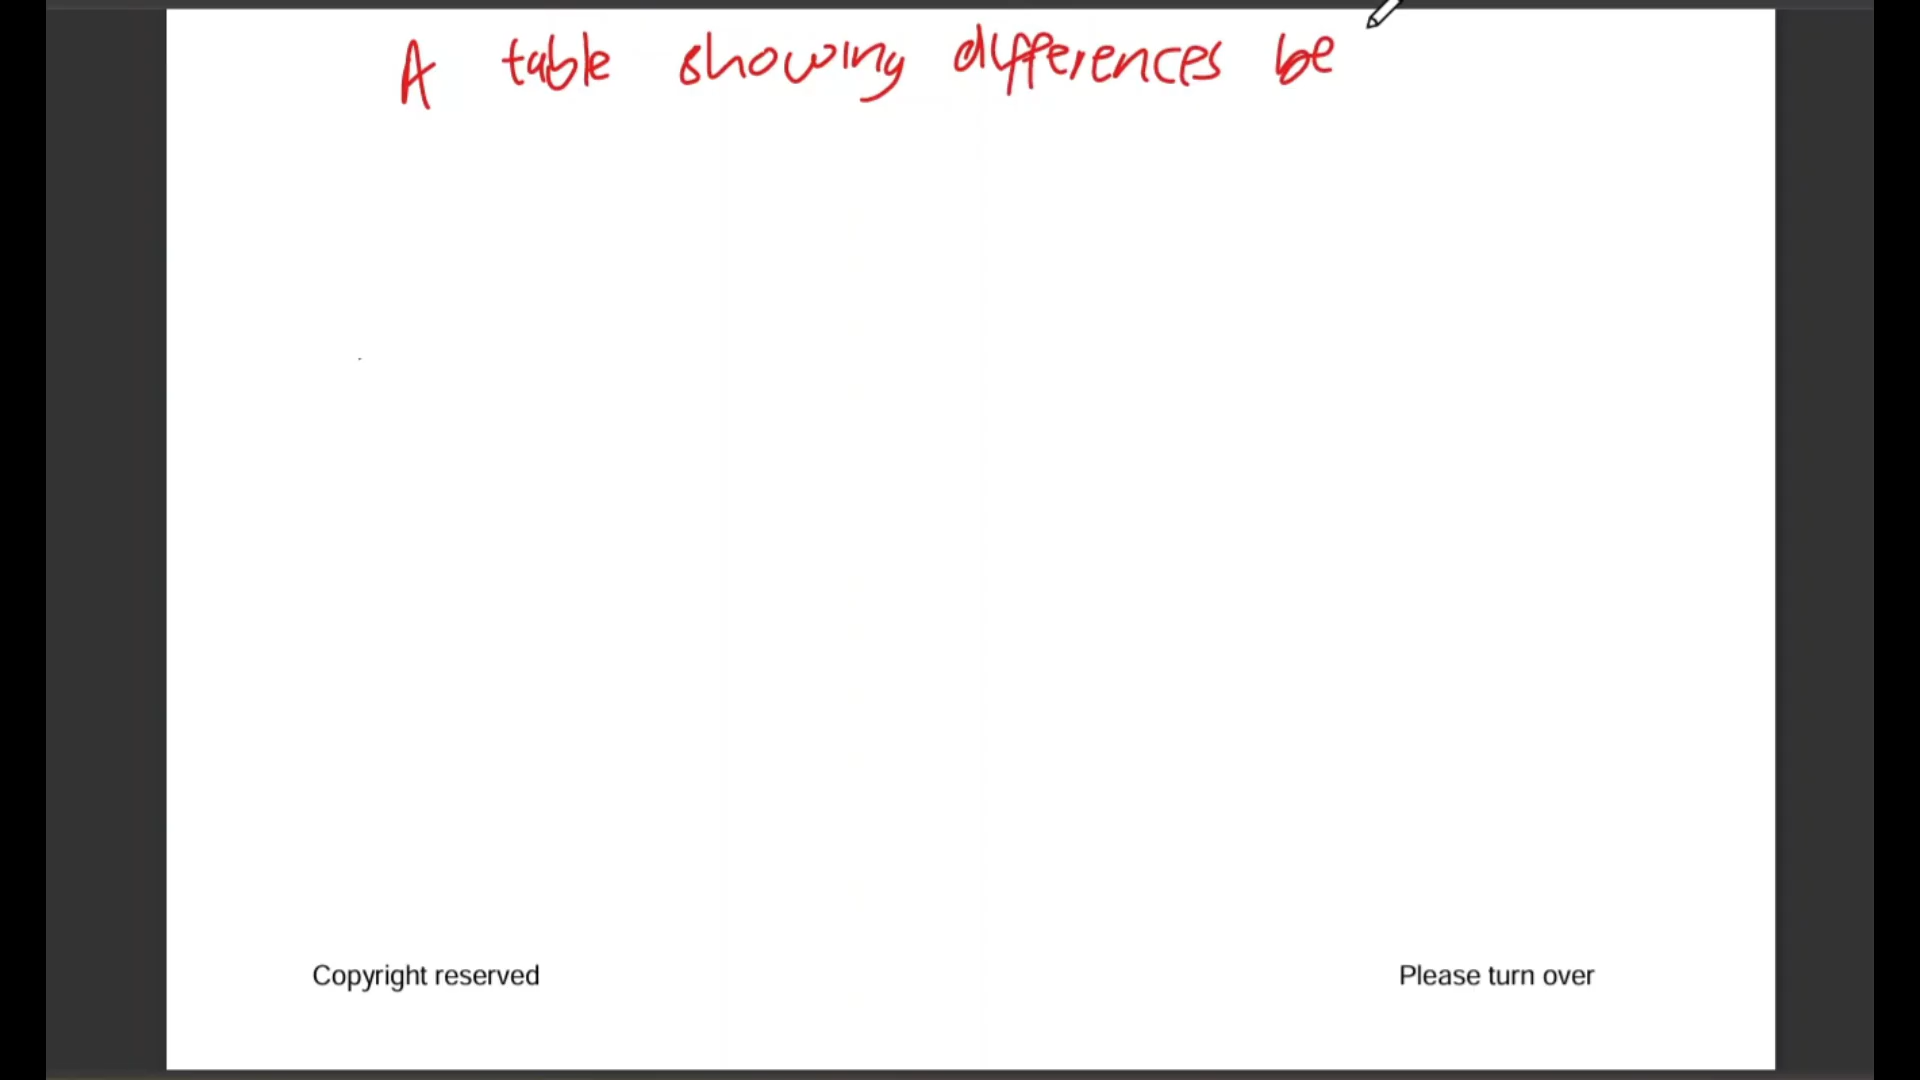 A table showing differences be
Copyright reserved
Please turn over